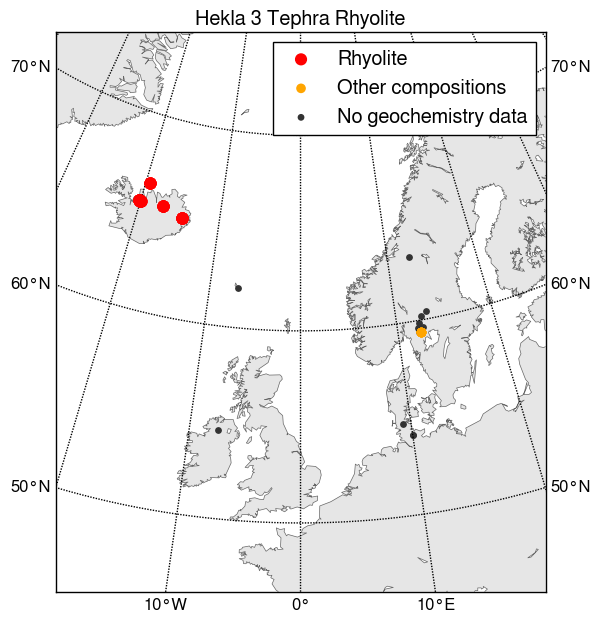 Hekla 3 Tephra Rhyolite
70°N
70°N
Rhyolite
Other compositions
No geochemistry data
60°N
60°N
50°N
50°N
10°W
0°
10°E